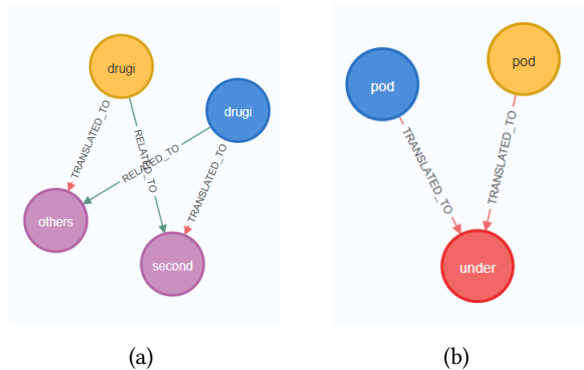 drugi
drugi
TRANSLATED_TO
RELATED_TO
RELATED_TO
TRANSLATED_TO
others
second
pod
pod
TRANSLATED_TO
TRANSLATED_TO
under
(a)
(b)